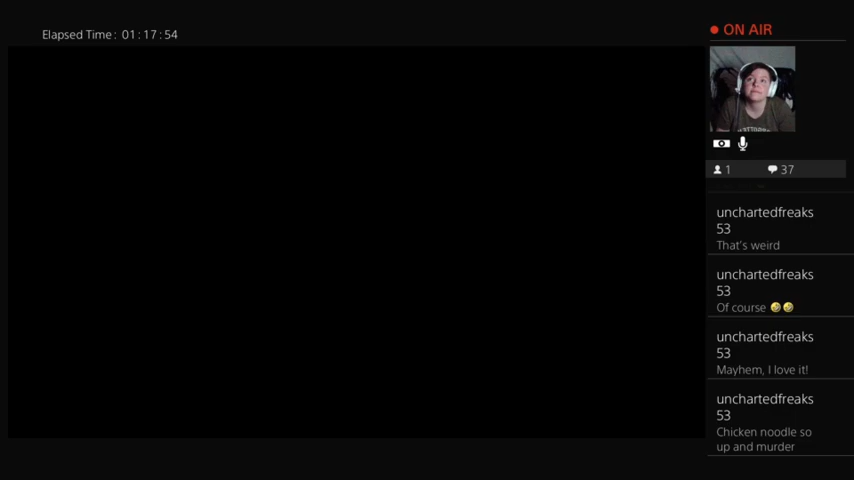 Elapsed Time: 01:17:54
ON AIR
1 37
unchartedfreaks
53
That's weird
unchartedfreaks
53
Of course 🤣🤣
unchartedfreaks
53
Mayhem, I love it!
unchartedfreaks
53
Chicken noodle so
up and murder